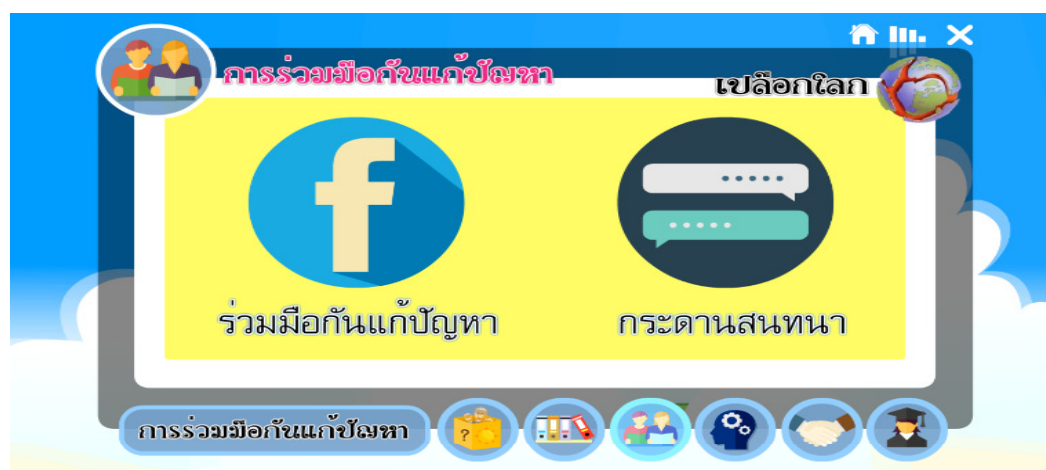 การร่วมมือกันแก้ปัญหา
เปลือกโลก
f
ร่วมมือกันแก้ปัญหา
กระดานสนทนา
การร่วมมือกันแก้ปัญหา
?